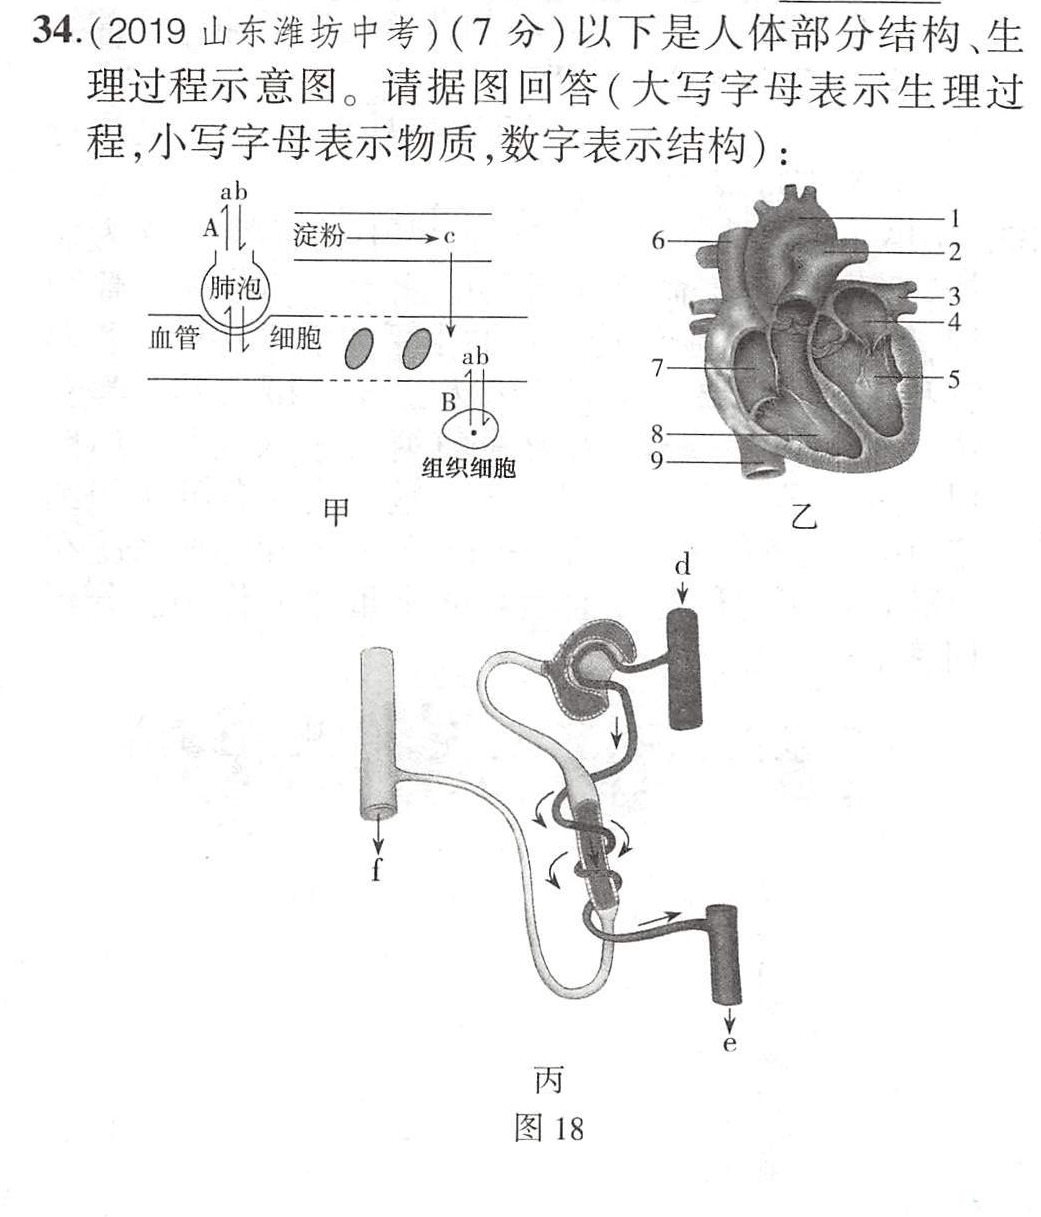 34.(2019 山东潍坊中考)(7 分)以下是人体部分结构、生
理过程示意图。请据图回答(大写字母表示生理过
程,小写字母表示物质,数字表示结构):
ab
A
肺泡
血管
细胞
淀粉
c
ab
B
组织细胞
甲
1
2
3
4
5
6
7
8
9
乙
d
f
e
丙
图 18